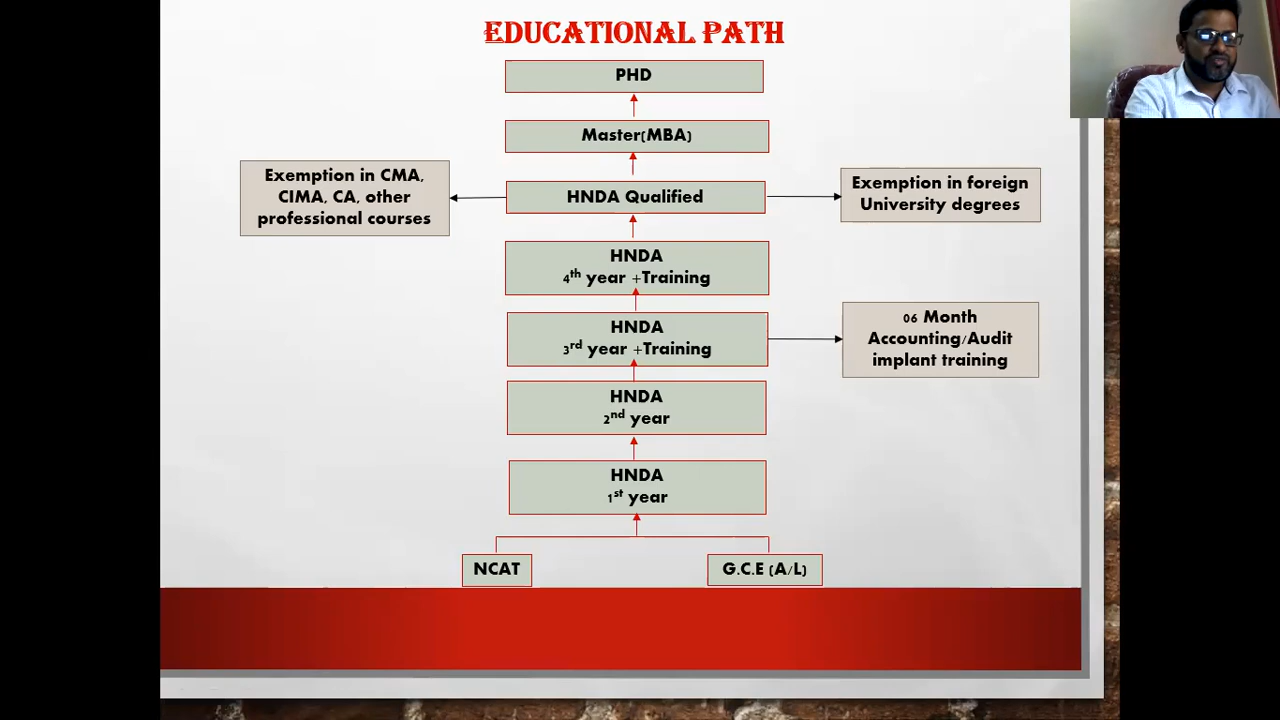 EDUCATIONAL PATH
PHD
Master(MBA)
Exemption in CMA,
CIMA, CA, other
professional courses
HNDA Qualified
Exemption in foreign
University degrees
HNDA
4th year +Training
HNDA
3rd year +Training
06 Month
Accounting/Audit
implant training
HNDA
2nd year
HNDA
1st year
NCAT
G.C.E (A/L)